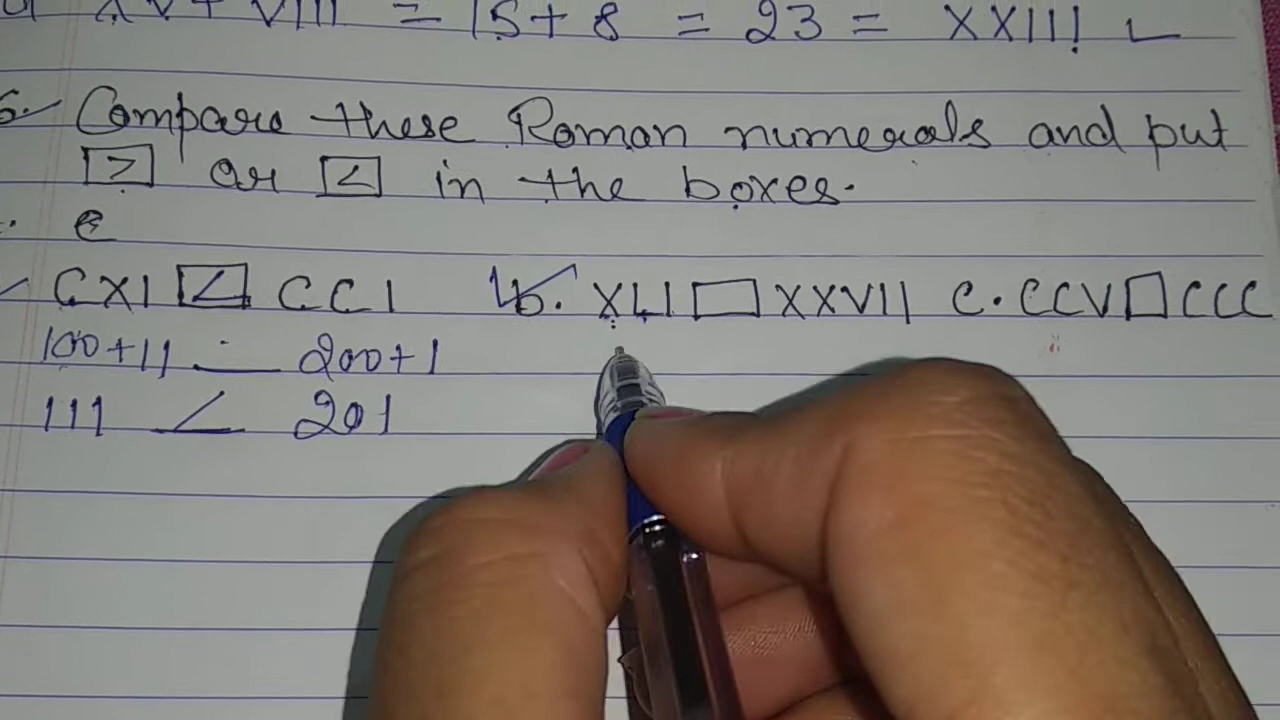 XV + VIII = 15 + 8 = 23 = XXIII
6. Compare these Roman numerals and put
> or < in the boxes.
e
CXI < CCI b. XLI □ XXVII C. CCV □ CCC
100+11 200+1
111 < 201